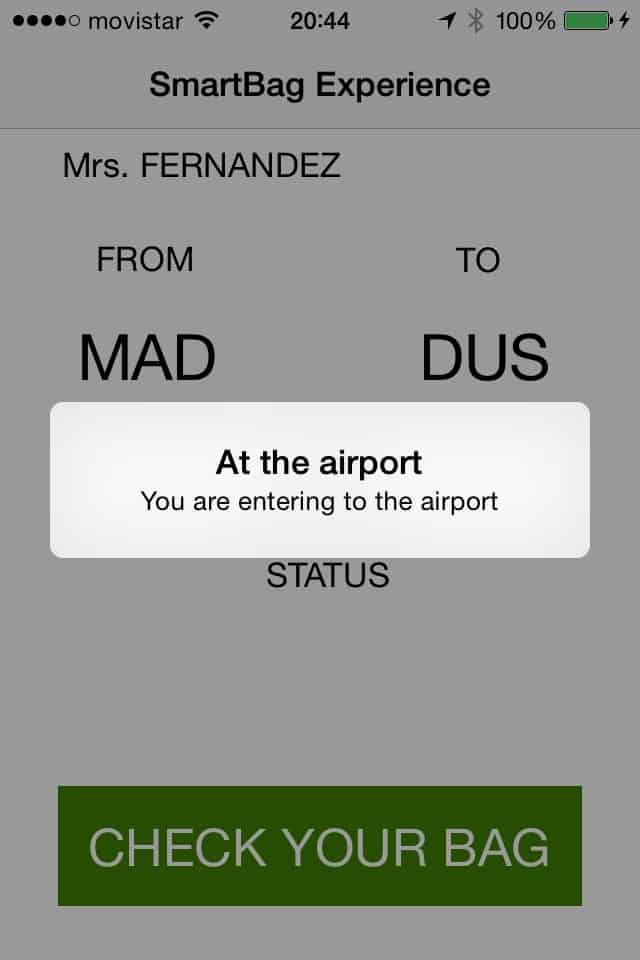 movistar 20:44 100%
SmartBag Experience
Mrs. FERNANDEZ
FROM TO
MAD DUS
At the airport
You are entering to the airport
STATUS
CHECK YOUR BAG